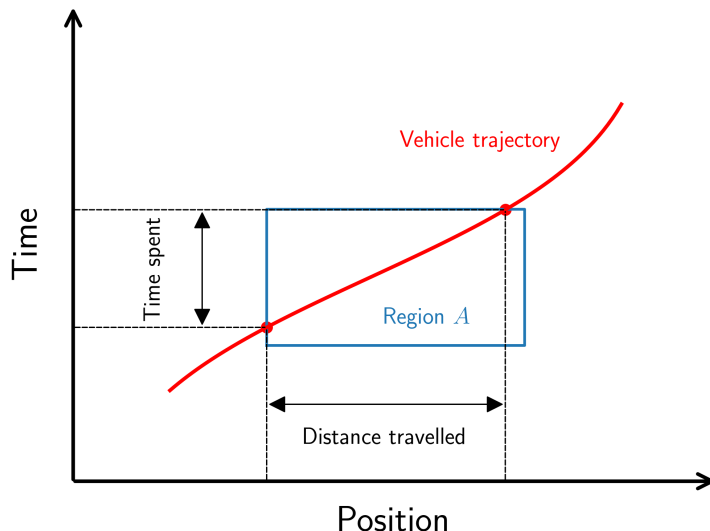 Vehicle trajectory
Time
Time spent
Region A
Distance travelled
Position